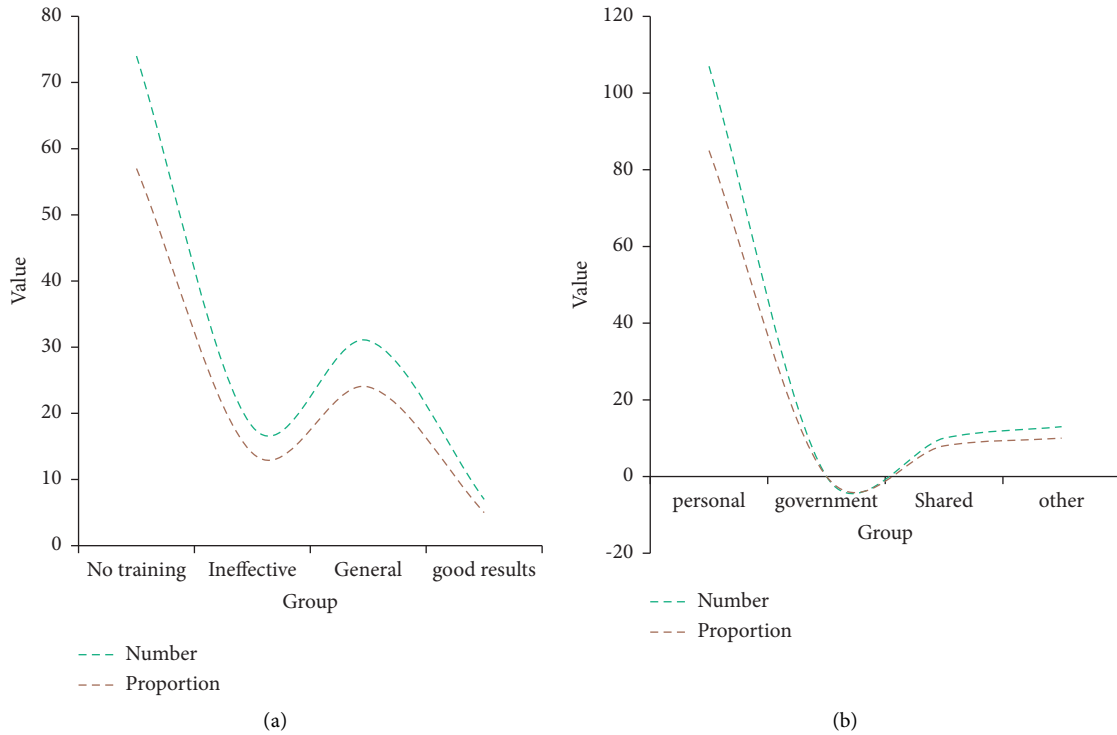 80
70
60
50
40
30
20
10
0
Value
No training Ineffective General good results
Group
Number
Proportion
(a)
120
100
80
60
40
20
0
-20
Value
personal government Shared other
Group
Number
Proportion
(b)